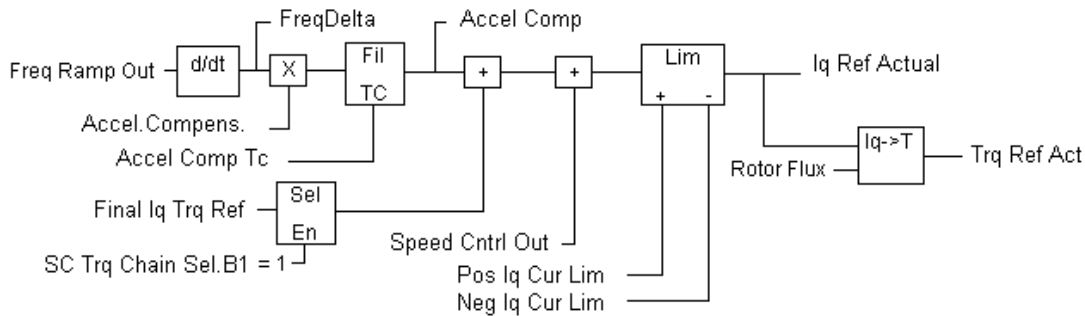 FreqDelta
Accel Comp
Freq Ramp Out
d/dt
X
Fil
TC
+
+
Lim
+ -
Iq Ref Actual
Accel.Compens.
Accel Comp Tc
Iq->T
Rotor Flux
Trq Ref Act
Final Iq Trq Ref
Sel
En
Speed Cntrl Out
SC Trq Chain Sel.B1 = 1
Pos Iq Cur Lim
Neg Iq Cur Lim